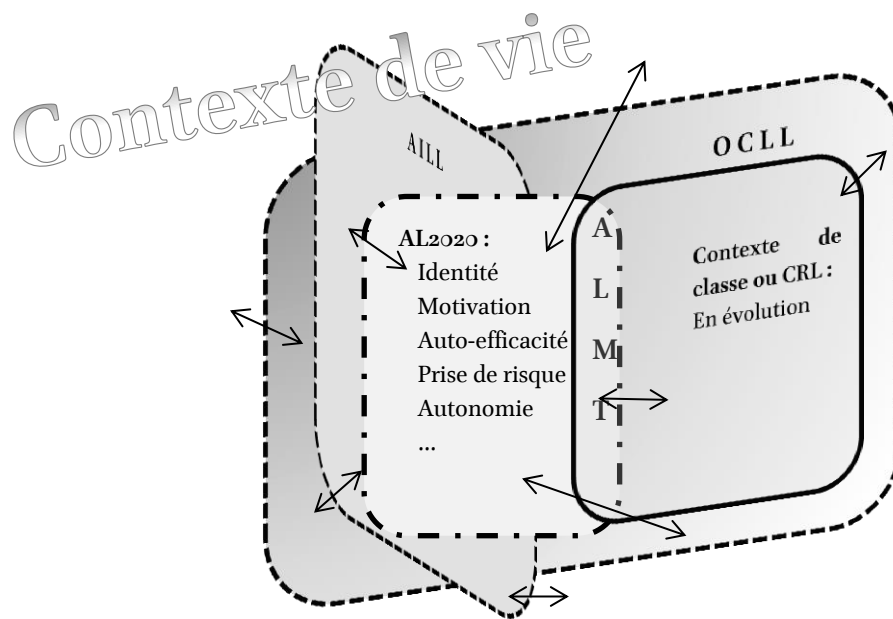 Contexte de vie
AILL
OCLL
AL2020 :
Identité
Motivation
Auto-efficacité
Prise de risque
Autonomie
...
A
L
M
T
Contexte de
classe ou CRL :
En évolution